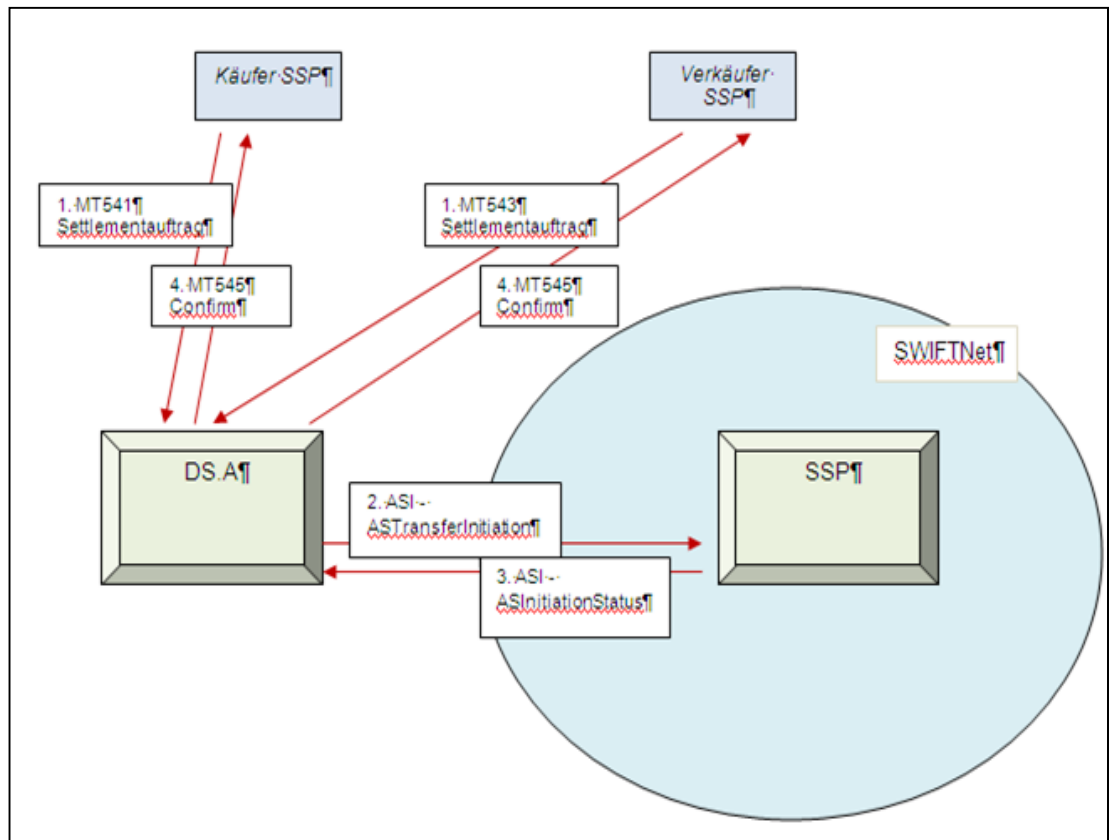 Käufer·SSP¶
Verkäufer·
SSP¶
1.·MT541¶
Settlementauftrag¶
1.·MT543¶
Settlementauftrag¶
4.·MT545¶
Confirm¶
4.·MT545¶
Confirm¶
SWIFTNet¶
DS.A¶
SSP¶
2.·ASI·-·
ASTransferInitiation¶
3.·ASI·-·
ASInitiationStatus¶